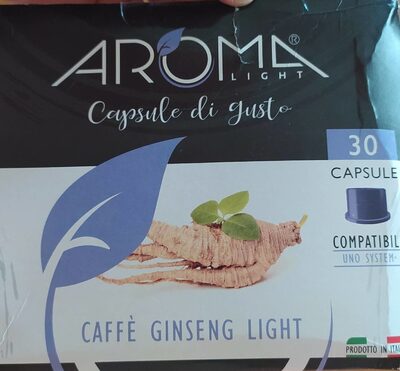 AROMA®
LIGHT
Capsule di gusto
30
CAPSULE
COMPATIBIL
UNO SYSTEM
CAFFÈ GINSENG LIGHT
PRODOTTO IN ITAL